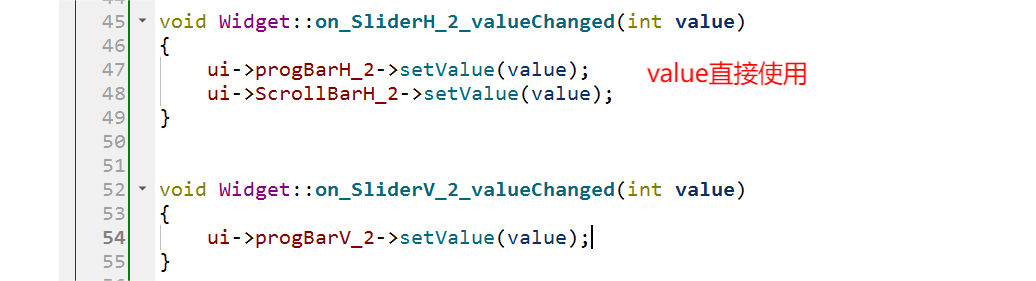 45 void Widget::on_SliderH_2_valueChanged(int value)
46 {
47 ui->progBarH_2->setValue(value); value直接使用
48 ui->ScrollBarH_2->setValue(value);
49 }
50
51
52 void Widget::on_SliderV_2_valueChanged(int value)
53 {
54 ui->progBarV_2->setValue(value);
55 }